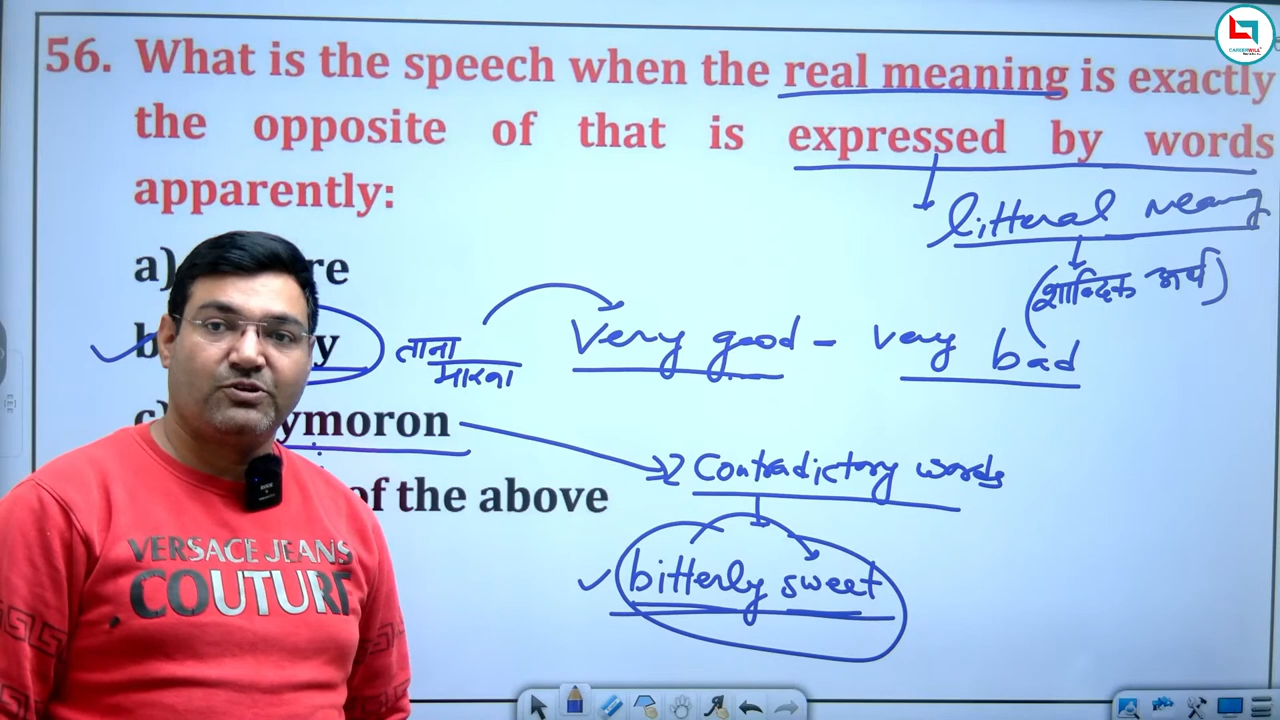 56. What is the speech when the real meaning is exactly
the opposite of that is expressed by words
apparently:
litteral meaning
(शाब्दिक अर्थ)
a) re
b) y
ताना
मारना
Very good - very bad
c) ymoron
2 Contradictory words
of the above
bitterly sweet
VERSACE JEANS
COUTURE
CAREERWILL